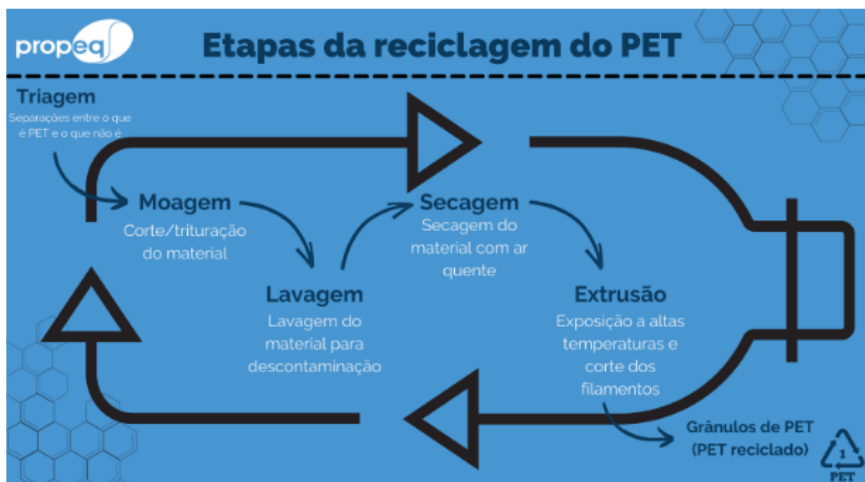 propeq
Etapas da reciclagem do PET
Triagem
Separações entre o que
é PET e o que não é.
Moagem
Corte/trituração
do material
Lavagem
Lavagem do
material para
descontaminação
Secagem
Secagem do
material com ar
quente
Extrusão
Exposição a altas
temperaturas e
corte dos
filamentos
Grânulos de PET
(PET reciclado)
1
PET